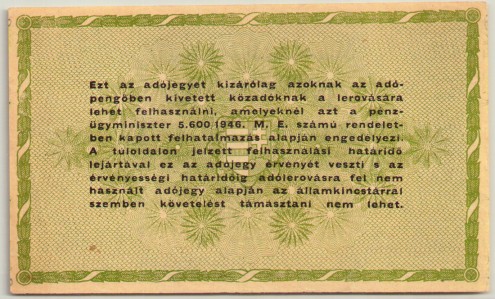 Ezt az adójegyet kizárólag azoknak az adó-
pengőben kivetett közadóknak a lerovására
lehet felhasználni, amelyeknél azt a pénz-
ügyminiszter 5.600/1946. M. E. számú rendelet-
ben kapott felhatalmazás alapján engedélyezi.
A túloldalon jelzett felhasználási határidő
lejártával ez az adójegy érvényét veszti s az
érvényességi határidőig adólerovásra fel nem
használt adójegy alapján az államkincstárral
szemben követelést támasztani nem lehet.